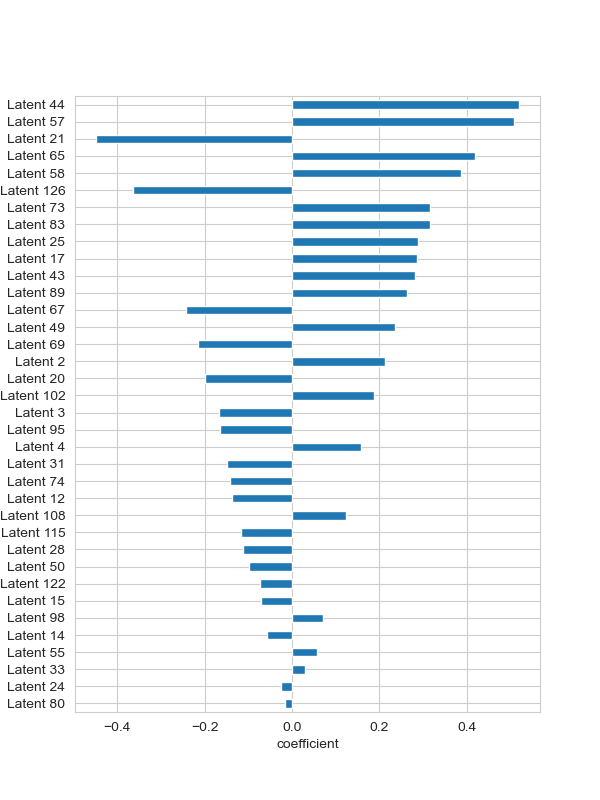 Latent 44
Latent 57
Latent 21
Latent 65
Latent 58
Latent 126
Latent 73
Latent 83
Latent 25
Latent 17
Latent 43
Latent 89
Latent 67
Latent 49
Latent 69
Latent 2
Latent 20
Latent 102
Latent 3
Latent 95
Latent 4
Latent 31
Latent 74
Latent 12
Latent 108
Latent 115
Latent 28
Latent 50
Latent 122
Latent 15
Latent 98
Latent 14
Latent 55
Latent 33
Latent 24
Latent 80
−0.4 −0.2 0.0 0.2 0.4
coefficient